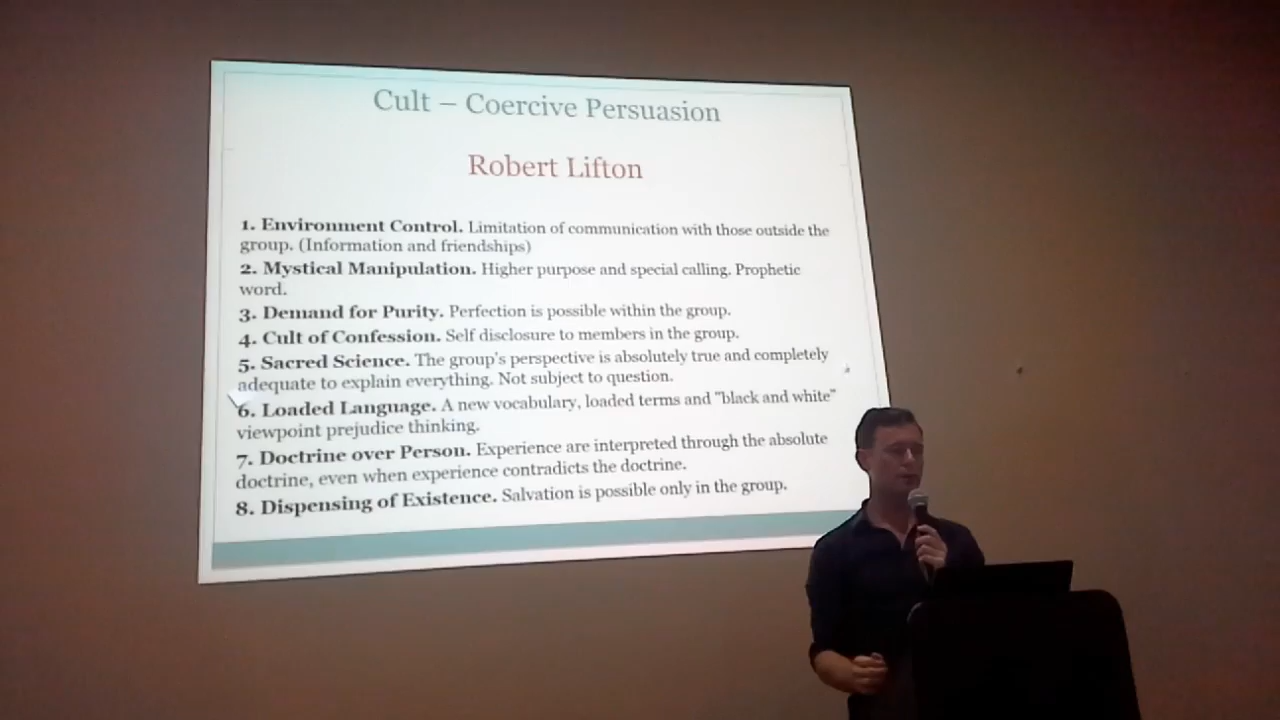 Cult – Coercive Persuasion
Robert Lifton
1. Environment Control. Limitation of communication with those outside the
group. (Information and friendships)
2. Mystical Manipulation. Higher purpose and special calling. Prophetic
word.
3. Demand for Purity. Perfection is possible within the group.
4. Cult of Confession. Self disclosure to members in the group.
5. Sacred Science. The group's perspective is absolutely true and completely
adequate to explain everything. Not subject to question.
6. Loaded Language. A new vocabulary, loaded terms and "black and white"
viewpoint prejudice thinking.
7. Doctrine over Person. Experience are interpreted through the absolute
doctrine, even when experience contradicts the doctrine.
8. Dispensing of Existence. Salvation is possible only in the group.